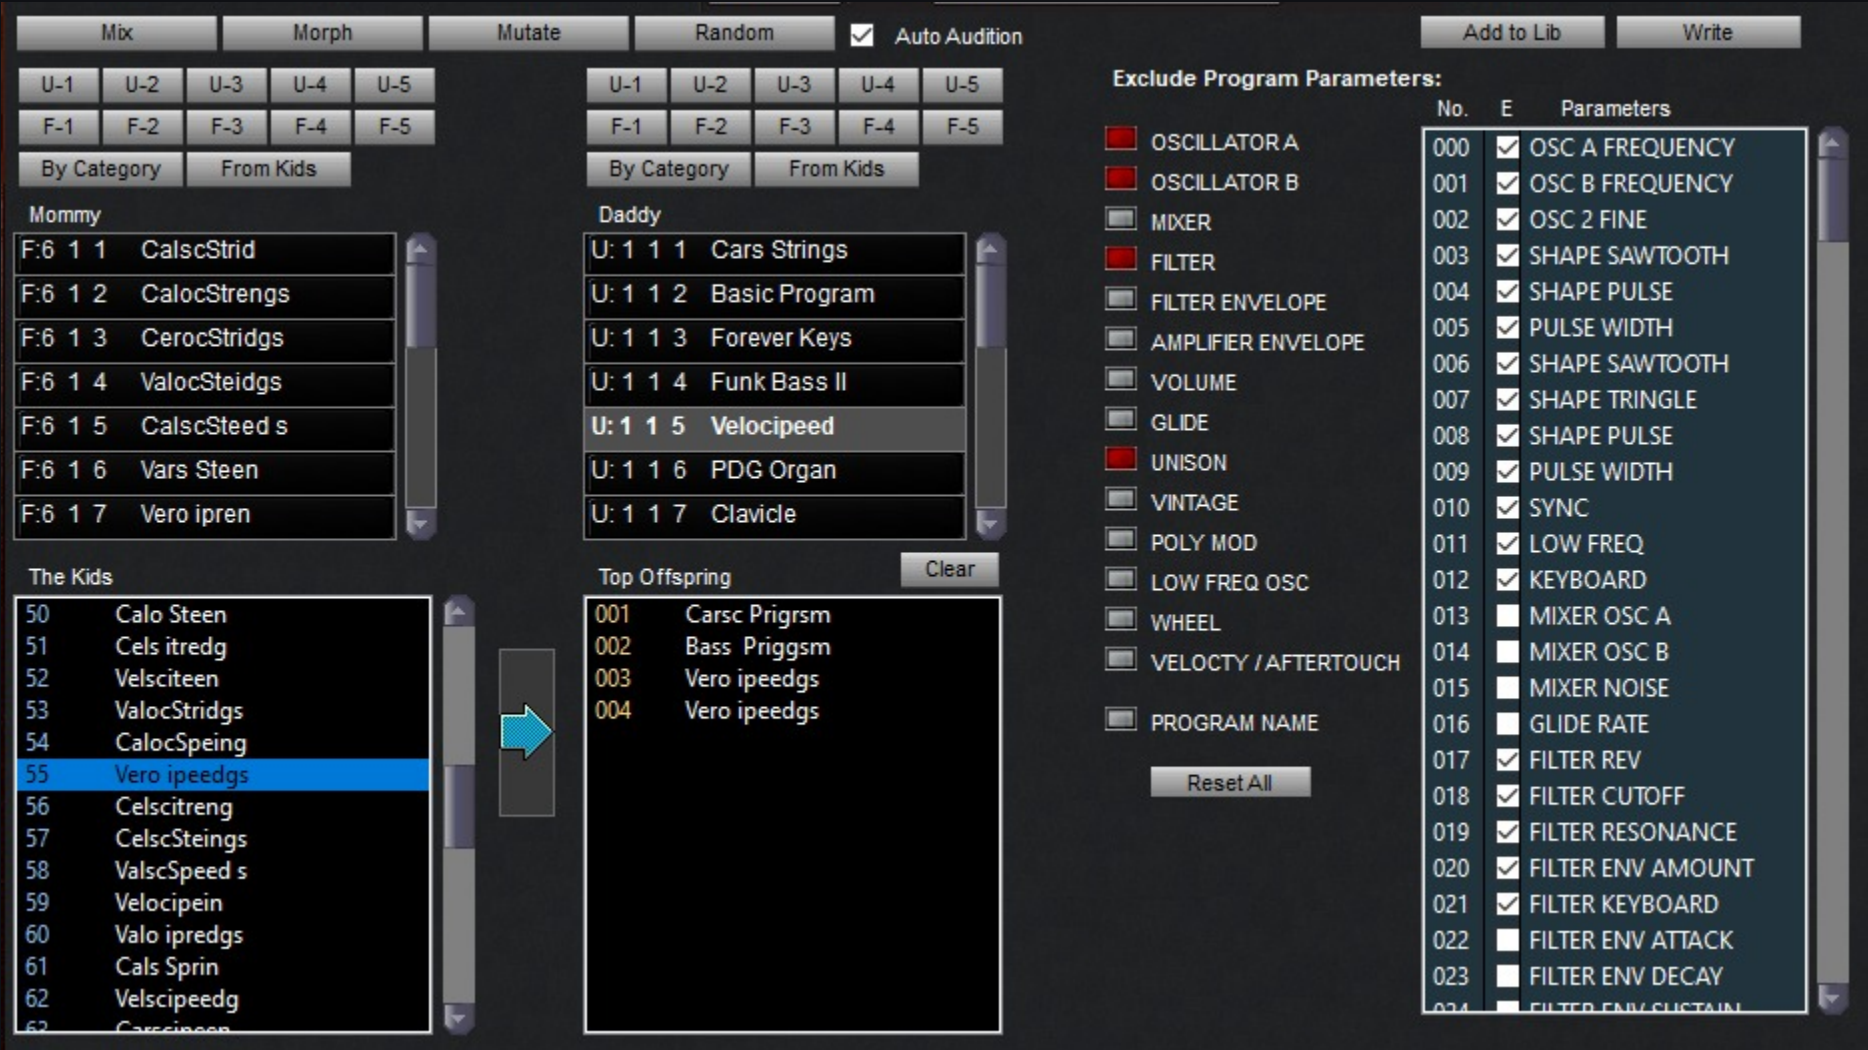 Mix Morph Mutate Random Auto Audition Add to Lib Write
U-1 U-2 U-3 U-4 U-5 U-1 U-2 U-3 U-4 U-5
F-1 F-2 F-3 F-4 F-5 F-1 F-2 F-3 F-4 F-5
By Category From Kids By Category From Kids
Mommy
F:6 1 1 CalscStrid
F:6 1 2 CalocStrengs
F:6 1 3 CerocStridgs
F:6 1 4 ValocSteidgs
F:6 1 5 CalscSteed s
F:6 1 6 Vars Steen
F:6 1 7 Vero ipren
Daddy
U: 1 1 1 Cars Strings
U: 1 1 2 Basic Program
U: 1 1 3 Forever Keys
U: 1 1 4 Funk Bass II
U: 1 1 5 Velocipeed
U: 1 1 6 PDG Organ
U: 1 1 7 Clavicle
The Kids
50 Calo Steen
51 Cels itredg
52 Velsciteen
53 ValocStridgs
54 CalocSpeing
55 Vero ipeedgs
56 Celscitreng
57 CelscSteings
58 ValscSpeed s
59 Velocipein
60 Valo ipredgs
61 Cals Sprin
62 Velscipeedg
63 Carscipeen
Top Offspring Clear
001 Carsc Prigrsm
002 Bass Priggsm
003 Vero ipeedgs
004 Vero ipeedgs
Exclude Program Parameters:
OSCILLATOR A
OSCILLATOR B
MIXER
FILTER
FILTER ENVELOPE
AMPLIFIER ENVELOPE
VOLUME
GLIDE
UNISON
VINTAGE
POLY MOD
LOW FREQ OSC
WHEEL
VELOCTY / AFTERTOUCH
PROGRAM NAME
Reset All
No. E Parameters
000 OSC A FREQUENCY
001 OSC B FREQUENCY
002 OSC 2 FINE
003 SHAPE SAWTOOTH
004 SHAPE PULSE
005 PULSE WIDTH
006 SHAPE SAWTOOTH
007 SHAPE TRINGLE
008 SHAPE PULSE
009 PULSE WIDTH
010 SYNC
011 LOW FREQ
012 KEYBOARD
013 MIXER OSC A
014 MIXER OSC B
015 MIXER NOISE
016 GLIDE RATE
017 FILTER REV
018 FILTER CUTOFF
019 FILTER RESONANCE
020 FILTER ENV AMOUNT
021 FILTER KEYBOARD
022 FILTER ENV ATTACK
023 FILTER ENV DECAY
024 FILTER ENV SUSTAIN